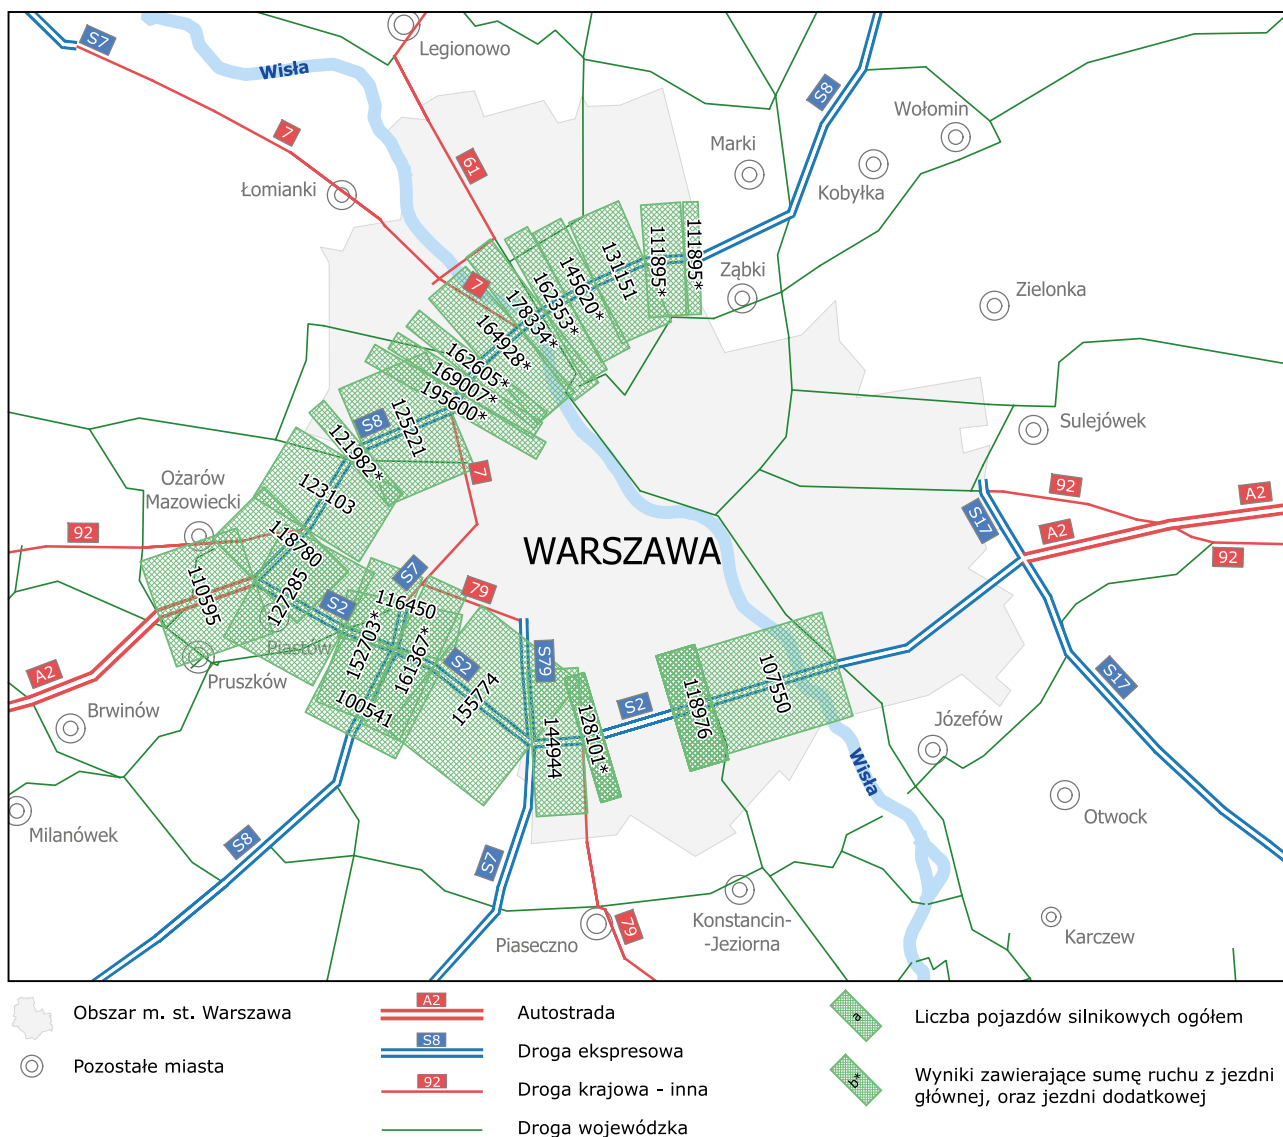 S7
Legionowo
Wisła
S8
Wołomin
7
Marki
Kobyłka
61
Łomianki
111895*
111895*
131151
145620*
162353*
178334*
7
164928*
162605*
169007*
195600*
Ząbki
Zielonka
S8
125221
121982*
123103
7
Sulejówek
Ożarów
Mazowiecki
92
118780
110595
127285
WARSZAWA
92
A2
A2
S17
92
S7
S2
116450
79
152703*
161367*
Piastów
Pruszków
A2
100541
S2
155774
S79
144944
128101*
S2
118976
107550
S17
Brwinów
Józefów
Wisła
Milanówek
S8
S7
Otwock
Piaseczno
79
Konstancin-
-Jeziorna
Karczew
Obszar m. st. Warszawa
Pozostałe miasta
A2
Autostrada
S8
Droga ekspresowa
92
Droga krajowa - inna
Droga wojewódzka
a
Liczba pojazdów silnikowych ogółem
b*
Wyniki zawierające sumę ruchu z jezdni
głównej, oraz jezdni dodatkowej